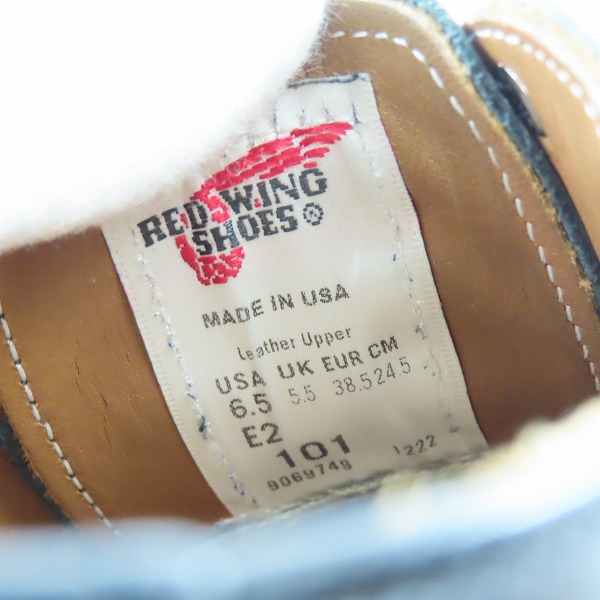 RED WING
SHOES ®
MADE IN USA
Leather Upper
USA UK EUR CM
6.5 5.5 38.5 24.5
E2
101
9069749 1222